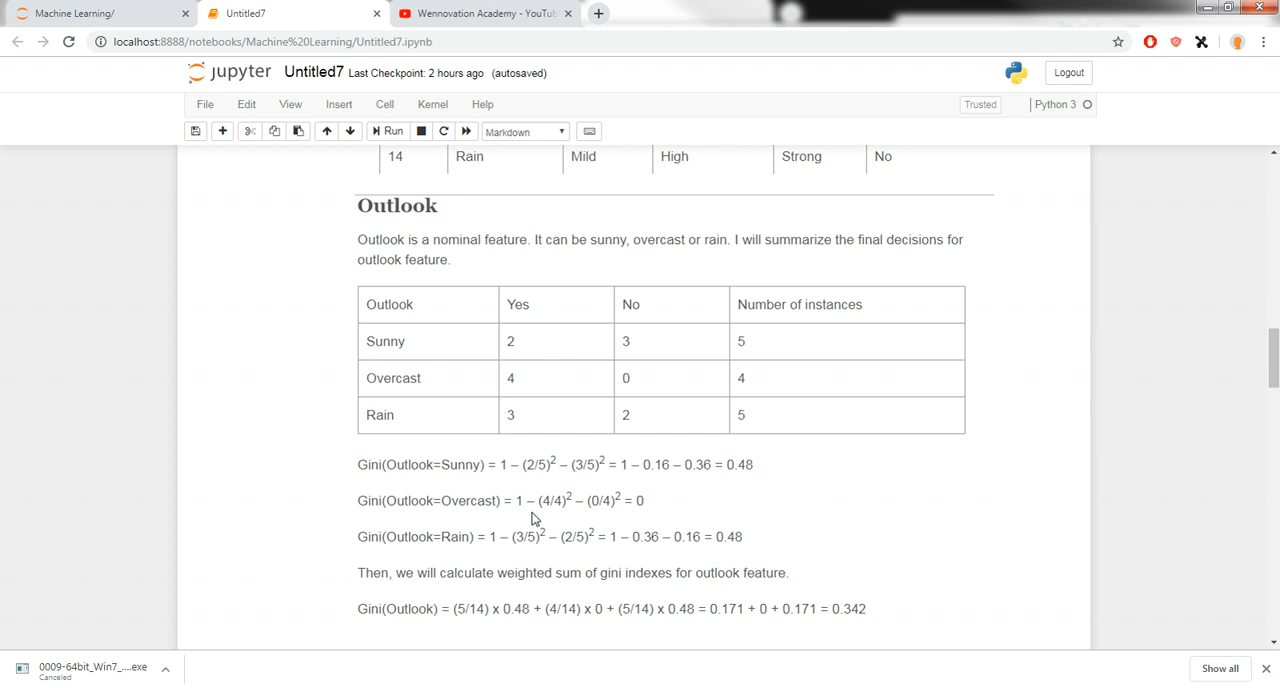 Machine Learning/
Untitled7
Wennovation Academy - YouTub
localhost:8888/notebooks/Machine%20Learning/Untitled7.ipynb
jupyter Untitled7 Last Checkpoint: 2 hours ago (autosaved)
Logout
File Edit View Insert Cell Kernel Help
Trusted
Python 3
Run
Markdown
14 Rain Mild High Strong No
Outlook
Outlook is a nominal feature. It can be sunny, overcast or rain. I will summarize the final decisions for
outlook feature.
Outlook Yes No Number of instances
Sunny 2 3 5
Overcast 4 0 4
Rain 3 2 5
Gini(Outlook=Sunny) = 1 – (2/5)² – (3/5)² = 1 – 0.16 – 0.36 = 0.48
Gini(Outlook=Overcast) = 1 – (4/4)² – (0/4)² = 0
Gini(Outlook=Rain) = 1 – (3/5)² – (2/5)² = 1 – 0.36 – 0.16 = 0.48
Then, we will calculate weighted sum of gini indexes for outlook feature.
Gini(Outlook) = (5/14) x 0.48 + (4/14) x 0 + (5/14) x 0.48 = 0.171 + 0 + 0.171 = 0.342
0009-64bit_Win7_....exe
Canceled
Show all